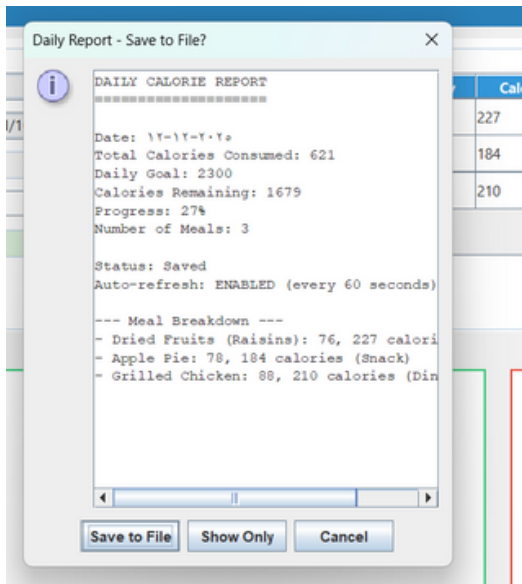 Daily Report - Save to File?
DAILY CALORIE REPORT
====================
Date: ١٢-١٢-٢٠٢٥
Total Calories Consumed: 621
Daily Goal: 2300
Calories Remaining: 1679
Progress: 27%
Number of Meals: 3
Status: Saved
Auto-refresh: ENABLED (every 60 seconds)
--- Meal Breakdown ---
- Dried Fruits (Raisins): 76, 227 calori
- Apple Pie: 78, 184 calories (Snack)
- Grilled Chicken: 88, 210 calories (Din
Save to File Show Only Cancel
Cal
227
184
210